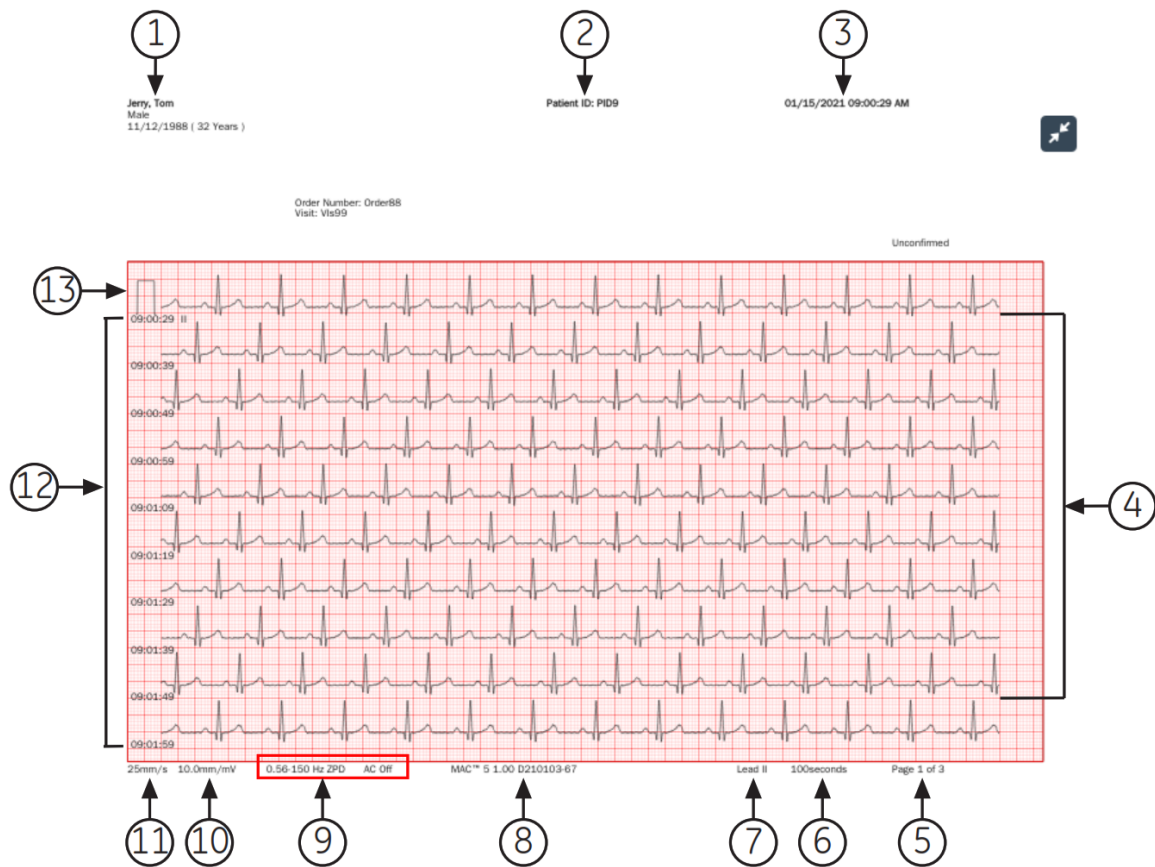 1
2
3
Jerry, Tom
Male
11/12/1988 ( 32 Years )
Patient ID: PID9
01/15/2021 09:00:29 AM
Order Number: Order88
Visit: VIs99
Unconfirmed
13
09:00:29 II
09:00:39
09:00:49
09:00:59
12
4
09:01:09
09:01:19
09:01:29
09:01:39
09:01:49
09:01:59
25mm/s 10.0mm/mV 0.56-150 Hz ZPD AC Off MAC™ 5 1.00 D210103-67 Lead II 100seconds Page 1 of 3
11 10 9 8 7 6 5